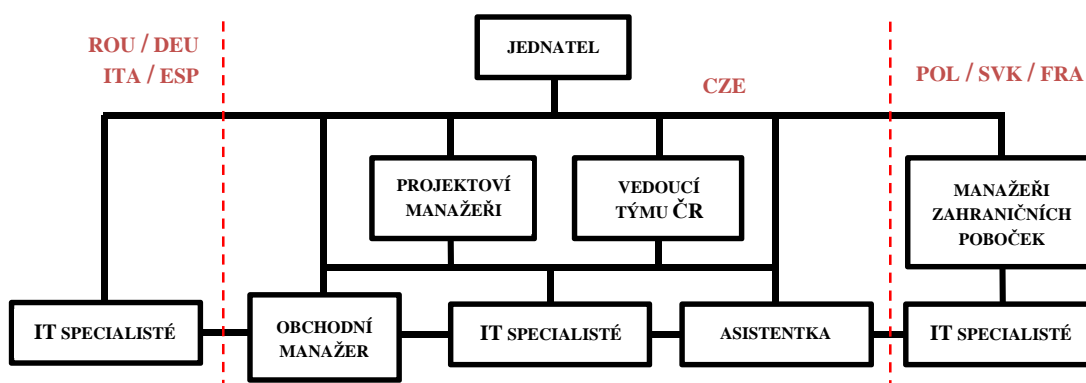 JEDNATEL
ROU / DEU
ITA / ESP
CZE
POL / SVK / FRA
PROJEKTOVÍ
MANAŽEŘI
VEDOUCÍ
TÝMU ČR
MANAŽEŘI
ZAHRANIČNÍCH
POBOČEK
IT SPECIALISTÉ
OBCHODNÍ
MANAŽER
IT SPECIALISTÉ
ASISTENTKA
IT SPECIALISTÉ